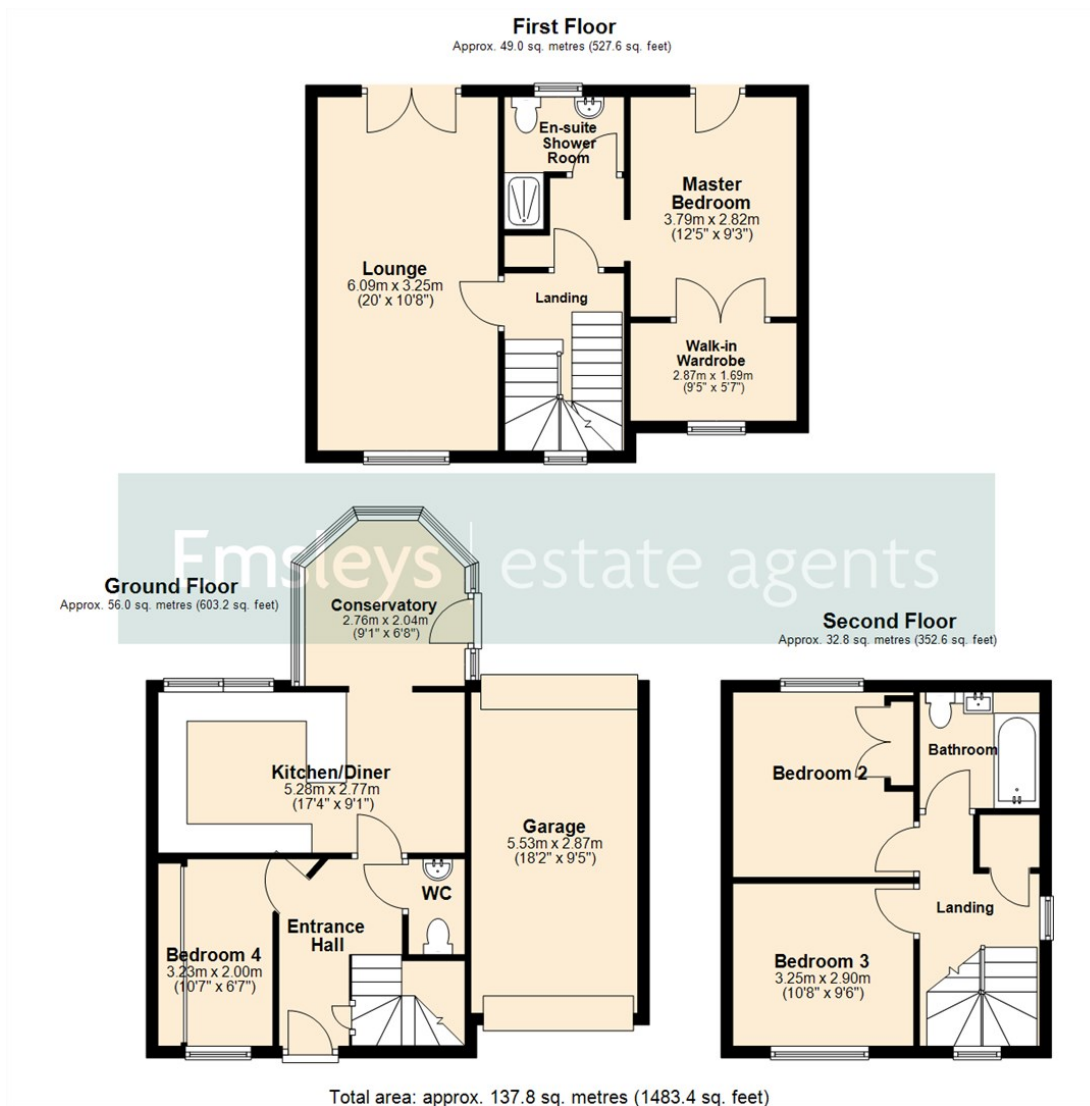 First Floor
Approx. 49.0 sq. metres (527.6 sq. feet)
En-suite
Shower
Room
Master
Bedroom
3.79m x 2.82m
(12'5" x 9'3")
Lounge
6.09m x 3.25m
(20' x 10'8")
Landing
Walk-in
Wardrobe
2.87m x 1.69m
(9'5" x 5'7")
Emsleys estate agents
Ground Floor
Approx. 56.0 sq. metres (603.2 sq. feet)
Conservatory
2.76m x 2.04m
(9'1" x 6'8")
Kitchen/Diner
5.28m x 2.77m
(17'4" x 9'1")
Garage
5.53m x 2.87m
(18'2" x 9'5")
WC
Entrance
Hall
Bedroom 4
3.23m x 2.00m
(10'7" x 6'7")
Second Floor
Approx. 32.8 sq. metres (352.6 sq. feet)
Bathroom
Bedroom 2
Landing
Bedroom 3
3.25m x 2.90m
(10'8" x 9'6")
Total area: approx. 137.8 sq. metres (1483.4 sq. feet)